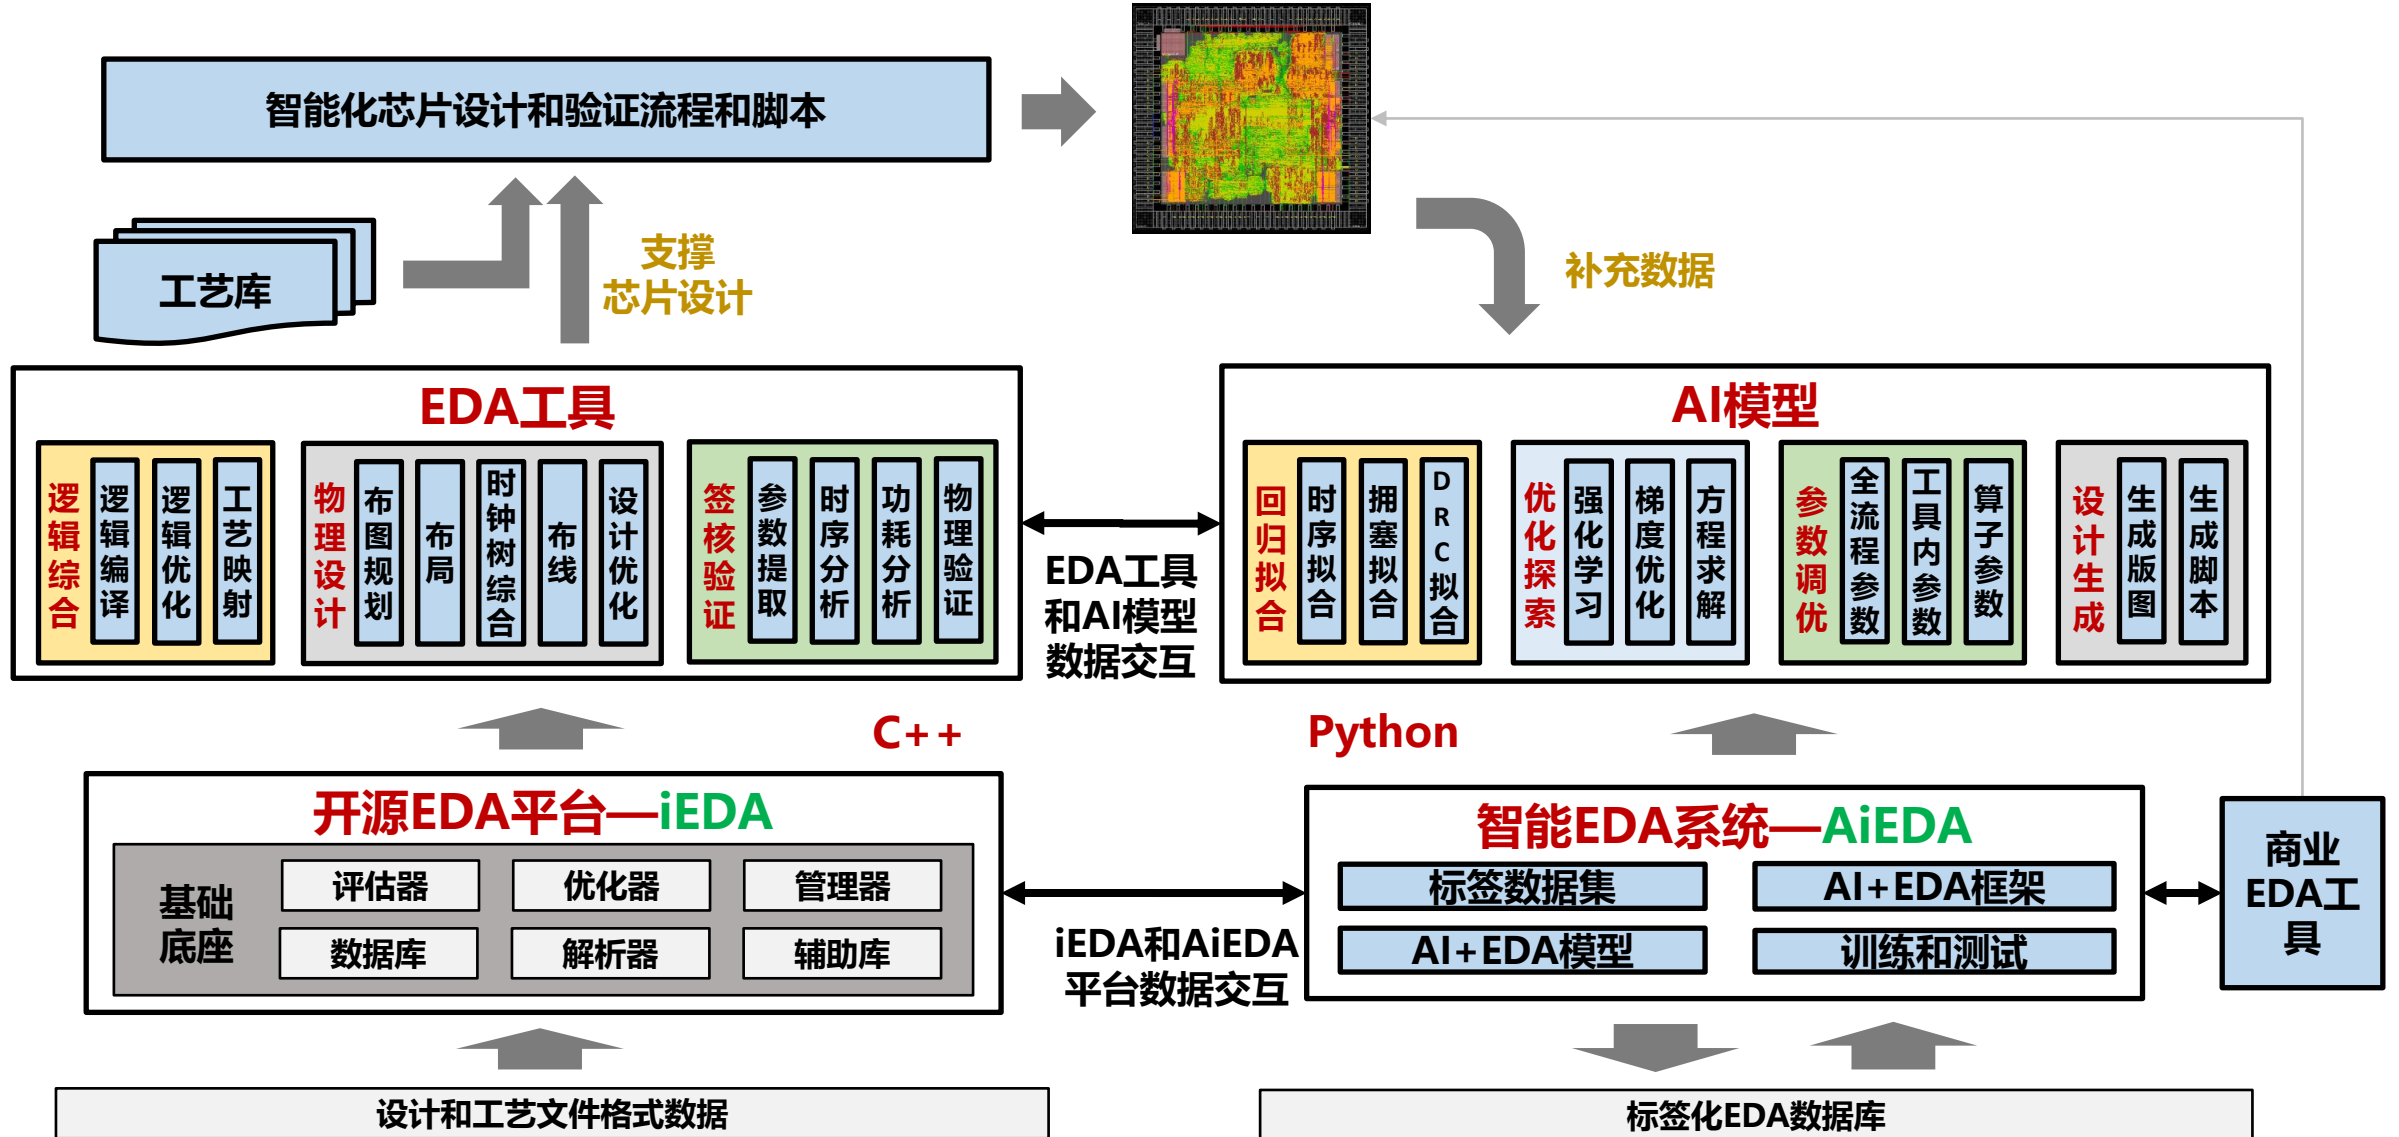 智能化芯片设计和验证流程和脚本
工艺库
支撑
芯片设计
补充数据
EDA工具
逻辑综合
逻辑编译
逻辑优化
工艺映射
物理设计
布图规划
布局
时钟树综合
布线
设计优化
签核验证
参数提取
时序分析
功耗分析
物理验证
EDA工具
和AI模型
数据交互
AI模型
回归拟合
时序拟合
拥塞拟合
DRC拟合
优化探索
强化学习
梯度优化
方程求解
参数调优
全流程参数
工具内参数
算子参数
设计生成
生成版图
生成脚本
C++
Python
开源EDA平台—iEDA
基础
底座
评估器
优化器
管理器
数据库
解析器
辅助库
iEDA和AiEDA
平台数据交互
智能EDA系统—AiEDA
标签数据集
AI+EDA框架
AI+EDA模型
训练和测试
商业
EDA工
具
设计和工艺文件格式数据
标签化EDA数据库